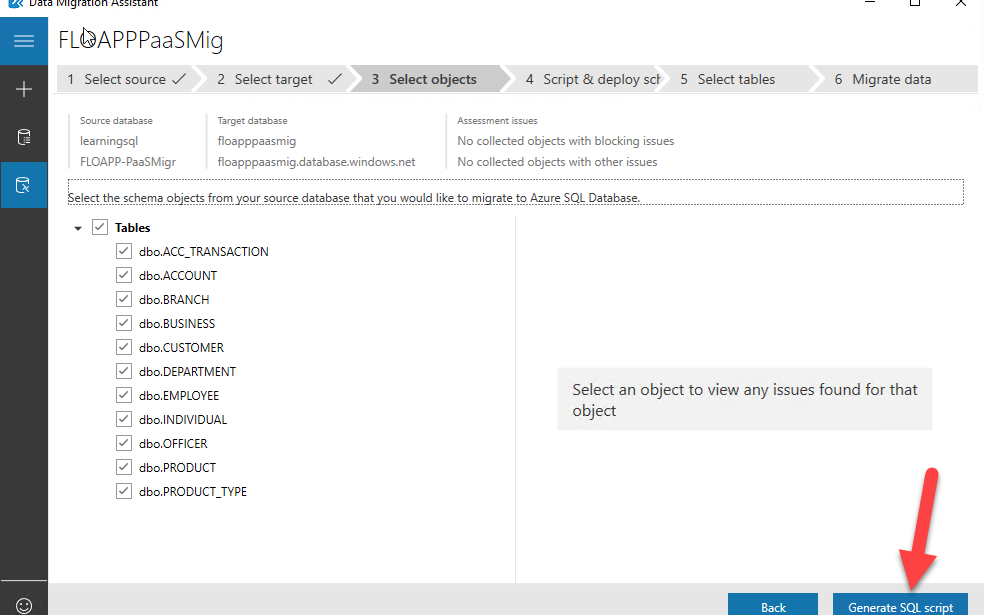 Data Migration Assistant
FLOAPPPaaSMig
1 Select source
2 Select target
3 Select objects
4 Script & deploy sch
5 Select tables
6 Migrate data
Source database
learningsql
FLOAPP-PaaSMigr
Target database
floapppaasmig
floapppaasmig.database.windows.net
Assessment issues
No collected objects with blocking issues
No collected objects with other issues
Select the schema objects from your source database that you would like to migrate to Azure SQL Database.
Tables
dbo.ACC_TRANSACTION
dbo.ACCOUNT
dbo.BRANCH
dbo.BUSINESS
dbo.CUSTOMER
dbo.DEPARTMENT
dbo.EMPLOYEE
dbo.INDIVIDUAL
dbo.OFFICER
dbo.PRODUCT
dbo.PRODUCT_TYPE
Select an object to view any issues found for that
object
Back
Generate SQL script